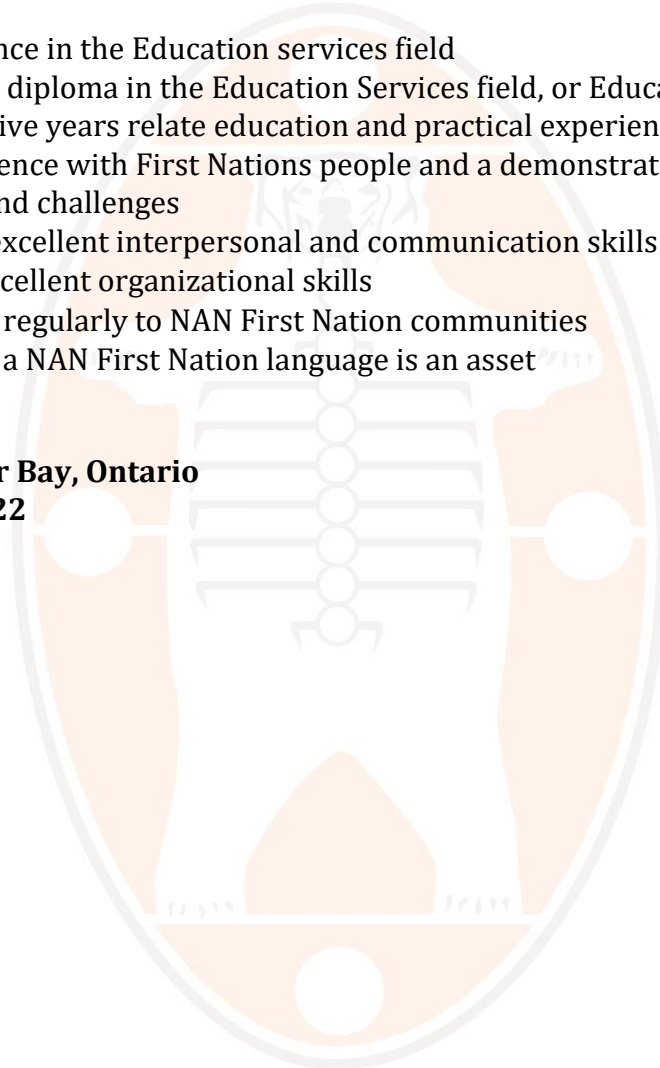 nce in the Education services field
diploma in the Education Services field, or Educa
ive years relate education and practical experien
ence with First Nations people and a demonstrat
nd challenges
excellent interpersonal and communication skills
cellent organizational skills
regularly to NAN First Nation communities
a NAN First Nation language is an asset
r Bay, Ontario
22